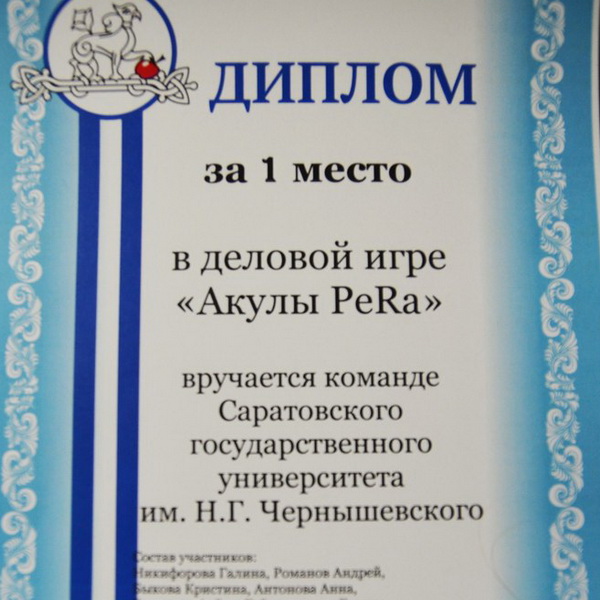 ДИПЛОМ
за 1 место
в деловой игре
«Акулы PeRa»
вручается команде
Саратовского
государственного
университета
им. Н.Г. Чернышевского
Состав участников:
Никифорова Галина, Романов Андрей,
Быкова Кристина, Антонова Анна,